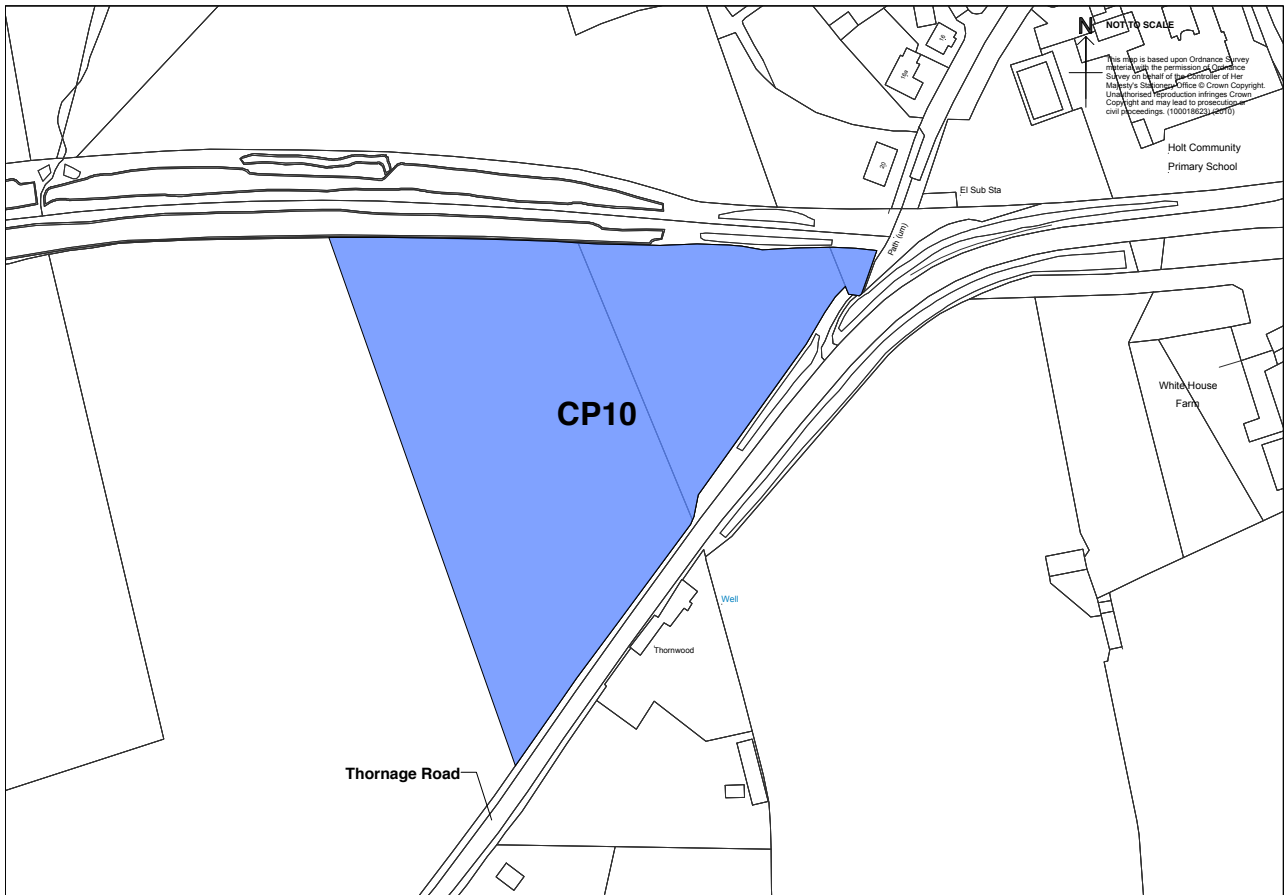 N
NOT TO SCALE
This map is based upon Ordnance Survey
material with the permission of Ordnance
Survey on behalf of the Controller of Her
Majesty's Stationery Office © Crown Copyright.
Unauthorised reproduction infringes Crown
Copyright and may lead to prosecution or
civil proceedings. (100018623) (2010)
16
16a
20
Holt Community
Primary School
El Sub Sta
Path (um)
White House
Farm
CP10
Well
Thornwood
Thornage Road